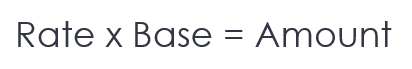 Rate x Base = Amount